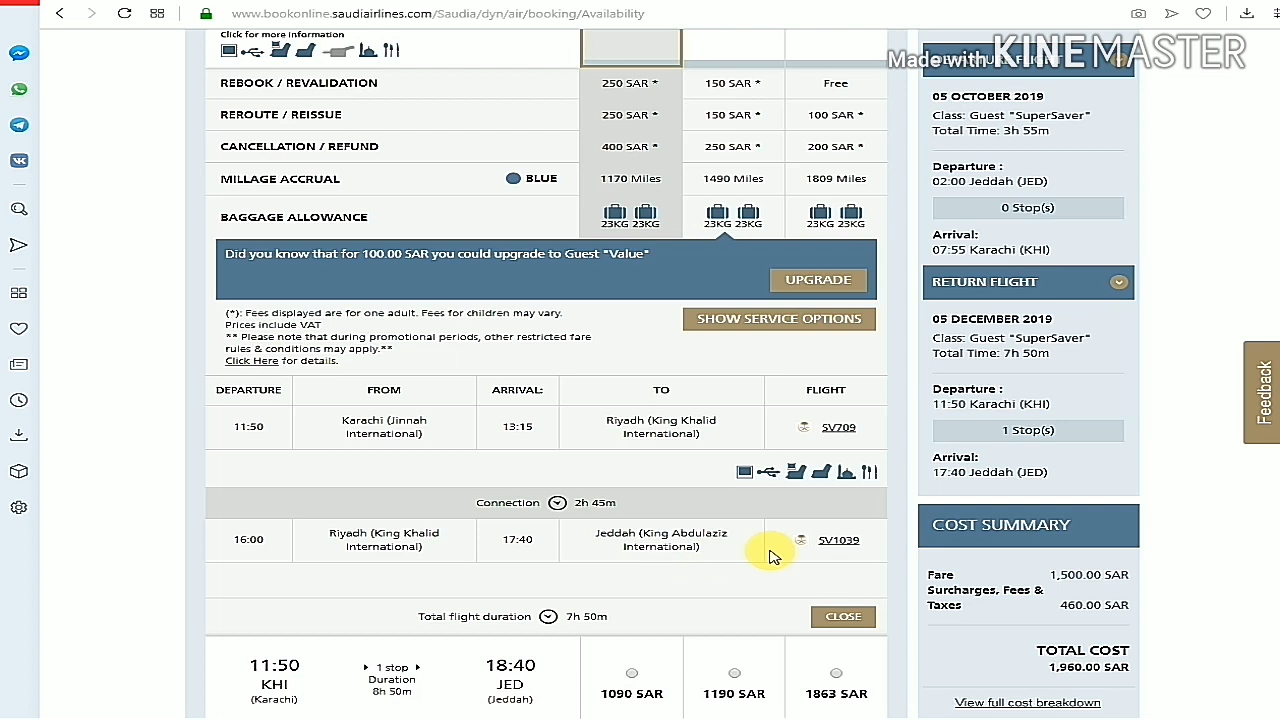 www.bookonline.saudiairlines.com/Saudia/dyn/air/booking/Availability
Made with KINEMASTER
Click for more information
REBOOK / REVALIDATION 250 SAR * 150 SAR * Free
REROUTE / REISSUE 250 SAR * 150 SAR * 100 SAR *
CANCELLATION / REFUND 400 SAR * 250 SAR * 200 SAR *
MILLAGE ACCRUAL BLUE 1170 Miles 1490 Miles 1809 Miles
BAGGAGE ALLOWANCE 23KG 23KG 23KG 23KG 23KG 23KG
Did you know that for 100.00 SAR you could upgrade to Guest "Value"
UPGRADE
(*): Fees displayed are for one adult. Fees for children may vary.
Prices include VAT
** Please note that during promotional periods, other restricted fare
rules & conditions may apply.**
Click Here for details.
SHOW SERVICE OPTIONS
DEPARTURE FROM ARRIVAL: TO FLIGHT
11:50 Karachi (Jinnah International) 13:15 Riyadh (King Khalid International) SV709
Connection 2h 45m
16:00 Riyadh (King Khalid International) 17:40 Jeddah (King Abdulaziz International) SV1039
Total flight duration 7h 50m
CLOSE
11:50 1 stop 18:40
KHI Duration JED
(Karachi) 8h 50m (Jeddah)
1090 SAR 1190 SAR 1863 SAR
DEPARTURE FLIGHT
05 OCTOBER 2019
Class: Guest "SuperSaver"
Total Time: 3h 55m
Departure :
02:00 Jeddah (JED)
0 Stop(s)
Arrival:
07:55 Karachi (KHI)
RETURN FLIGHT
05 DECEMBER 2019
Class: Guest "SuperSaver"
Total Time: 7h 50m
Departure :
11:50 Karachi (KHI)
1 Stop(s)
Arrival:
17:40 Jeddah (JED)
COST SUMMARY
Fare 1,500.00 SAR
Surcharges, Fees &
Taxes 460.00 SAR
TOTAL COST
1,960.00 SAR
View full cost breakdown
Feedback